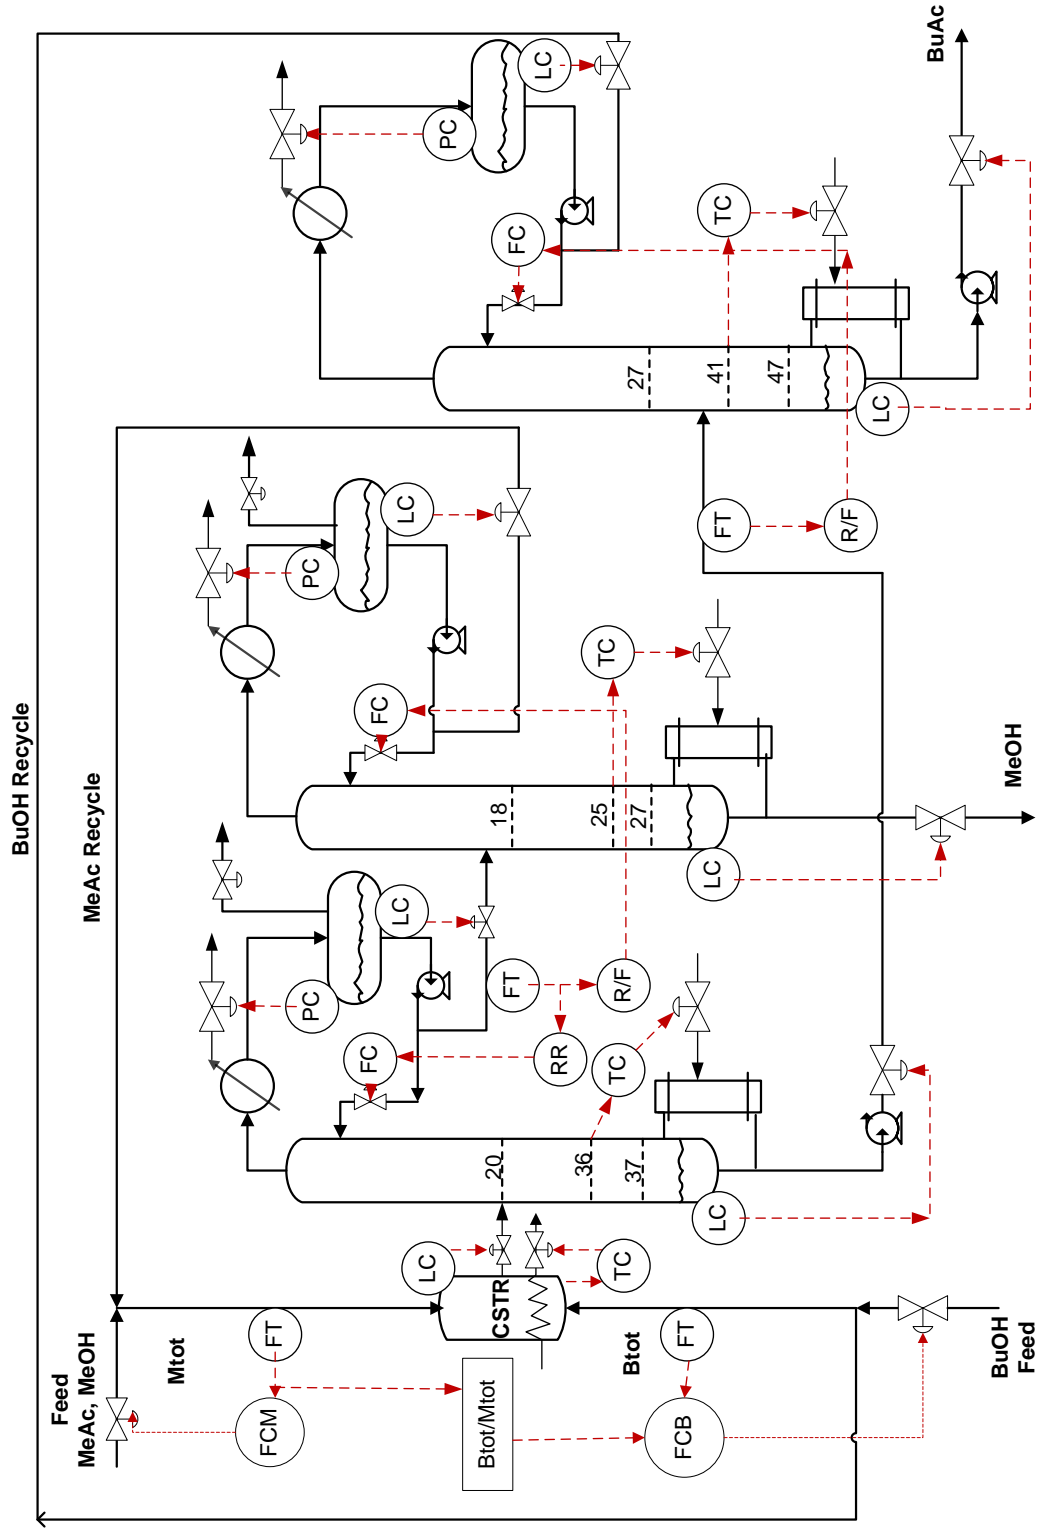 BuOH Recycle
MeAc Recycle
Feed
MeAc, MeOH
Mtot
FT
FCM
Btot/Mtot
LC
CSTR
TC
Btot
FT
FCB
BuOH
Feed
PC
LC
FC
20
36
37
LC
RR
FT
R/F
TC
PC
LC
FC
18
25
27
LC
TC
MeOH
PC
LC
FC
27
41
47
LC
TC
FT
R/F
BuAc